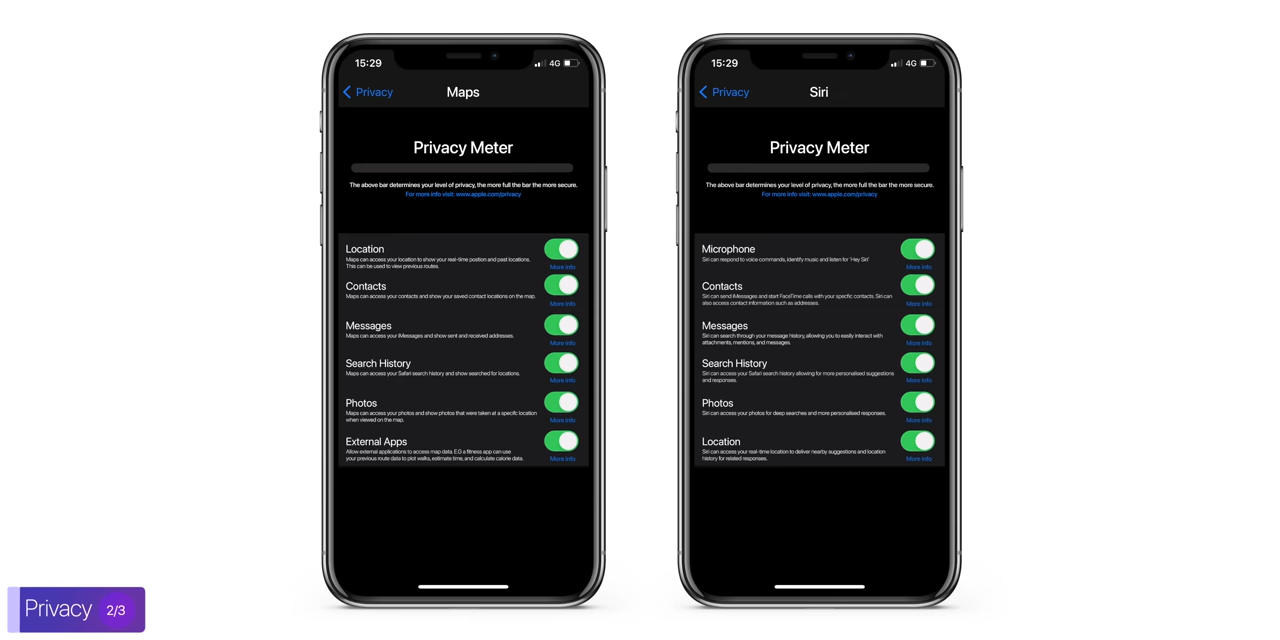 15:29
4G
Privacy
Maps
Privacy Meter
The above bar determines your level of privacy, the more full the bar the more secure.
For more info visit: www.apple.com/privacy
Location
Maps can access your location to show your real-time postion and past locations.
This can be used to view previous routes.
More info
Contacts
Maps can access your contacts and show your saved contact locations on the map.
More info
Messages
Maps can access your iMessages and show sent and received addresses.
More info
Search History
Maps can access your Safari search history and show searched for locations.
More info
Photos
Maps can access your photos and show photos that were taken at a specifc location
when viewed on the map.
More info
External Apps
Allow external applications to access map data. E.G a fitness app can use
your previous route data to plot walks, estimate time, and calculate calorie data.
More info
15:29
4G
Privacy
Siri
Privacy Meter
The above bar determines your level of privacy, the more full the bar the more secure.
For more info visit: www.apple.com/privacy
Microphone
Siri can respond to voice commands, identify music and listen for 'Hey Siri'
More info
Contacts
Siri can send iMessages and start FaceTime calls with your specfic contacts. Siri can
also access contact information such as addresses.
More info
Messages
Siri can search through your message history, allowing you to easily interact with
attachments, mentions, and messages.
More info
Search History
Siri can access your Safari search history allowing for more personalised suggestions
and responses.
More info
Photos
Siri can access your photos for deep searches and more personalised responses.
More info
Location
Siri can access your real-time location to deliver nearby suggestions and location
history for related responses.
More info
Privacy 2/3